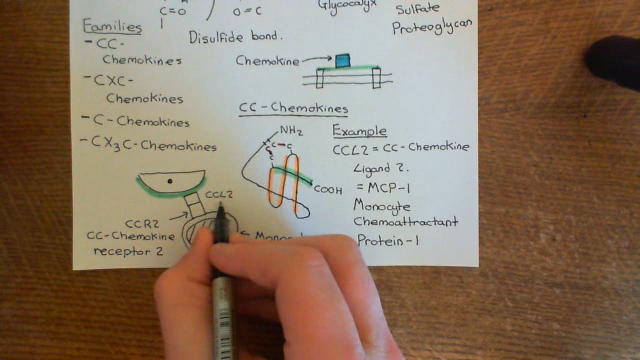 C=O
O=C
Disulfide bond.
Glycocalyx
Sulfate
Proteoglycan
Families
-CC-
Chemokines
-CXC-
Chemokines
-C-Chemokines
-CX3C-Chemokines
Chemokine
CC-Chemokines
NH2
C C-C
C
COOH
Example
CCL2 = CC-Chemokine
Ligand 2.
= MCP-1
Monocyte
Chemoattractant
Protein-1
CCL2
CCR2
CC-Chemokine
receptor 2